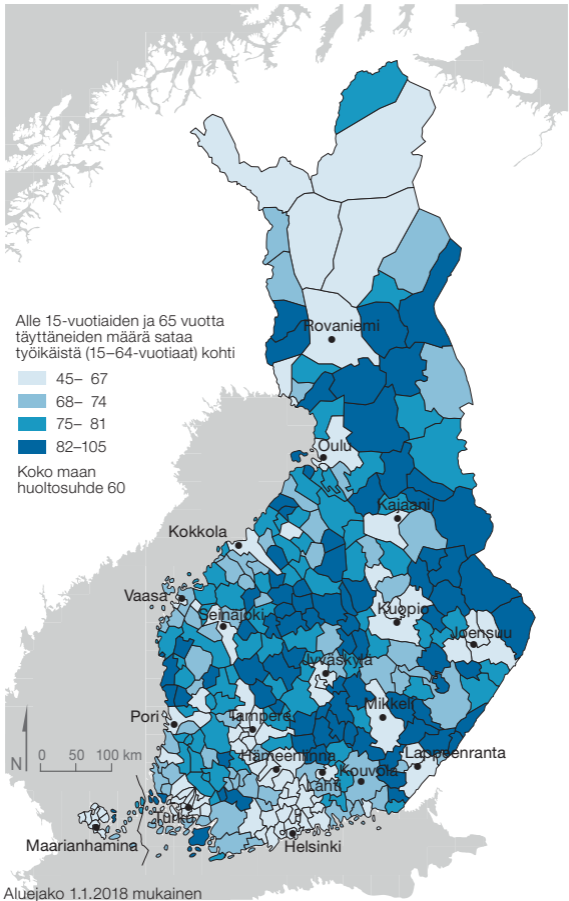 Alle 15-vuotiaiden ja 65 vuotta
täyttäneiden määrä sataa
työikäistä (15–64-vuotiaat) kohti
45– 67
68– 74
75– 81
82–105
Koko maan
huoltosuhde 60
Rovaniemi
Oulu
Kajaani
Kokkola
Vaasa
Seinäjoki
Kuopio
Joensuu
Jyväskylä
Mikkeli
Pori
Tampere
Hämeenlinna
Lahti
Kouvola
Lappeenranta
N
0 50 100 km
Turku
Maarianhamina
Helsinki
Aluejako 1.1.2018 mukainen